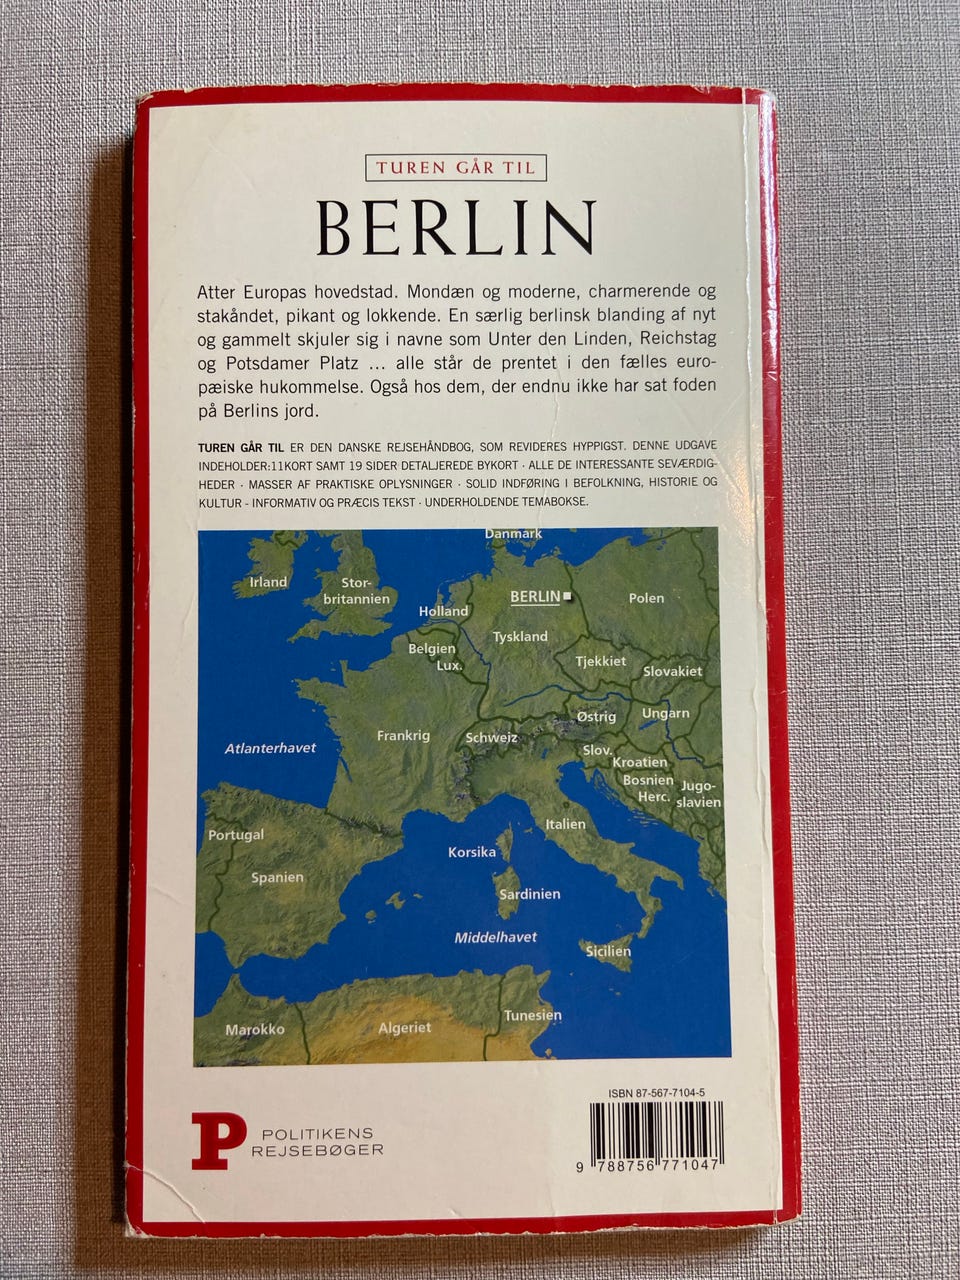 TUREN GÅR TIL
BERLIN
Atter Europas hovedstad. Mondæn og moderne, charmerende og
stakåndet, pikant og lokkende. En særlig berlinsk blanding af nyt
og gammelt skjuler sig i navne som Unter den Linden, Reichstag
og Potsdamer Platz ... alle står de prentet i den fælles euro-
pæiske hukommelse. Også hos dem, der endnu ikke har sat foden
på Berlins jord.
TUREN GÅR TIL ER DEN DANSKE REJSEHÅNDBOG, SOM REVIDERES HYPPIGST. DENNE UDGAVE
INDEHOLDER:11KORT SAMT 19 SIDER DETALJEREDE BYKORT · ALLE DE INTERESSANTE SEVÆRDIG-
HEDER · MASSER AF PRAKTISKE OPLYSNINGER · SOLID INDFØRING I BEFOLKNING, HISTORIE OG
KULTUR - INFORMATIV OG PRÆCIS TEKST · UNDERHOLDENDE TEMABOKSE.
Danmark
Irland
Stor-
britannien
Holland
BERLIN
Polen
Belgien
Lux.
Tyskland
Tjekkiet
Slovakiet
Atlanterhavet
Frankrig
Schweiz
Østrig
Ungarn
Slov.
Kroatien
Bosnien
Herc.
Jugo-
slavien
Portugal
Spanien
Korsika
Italien
Sardinien
Middelhavet
Sicilien
Marokko
Algeriet
Tunesien
P
POLITIKENS
REJSEBØGER
ISBN 87-567-7104-5
9 788756 771047